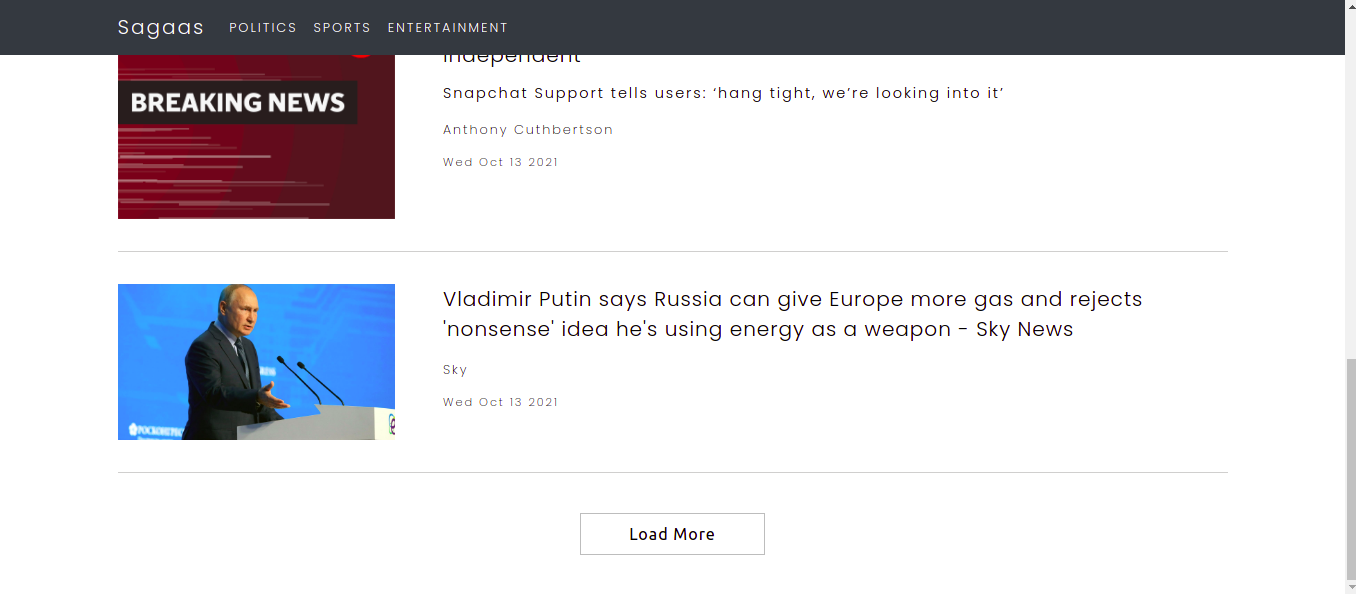 Sagaas POLITICS SPORTS ENTERTAINMENT
Independent
BREAKING NEWS
Snapchat Support tells users: ‘hang tight, we’re looking into it’
Anthony Cuthbertson
Wed Oct 13 2021
Vladimir Putin says Russia can give Europe more gas and rejects
'nonsense' idea he's using energy as a weapon - Sky News
Sky
Wed Oct 13 2021
Load More